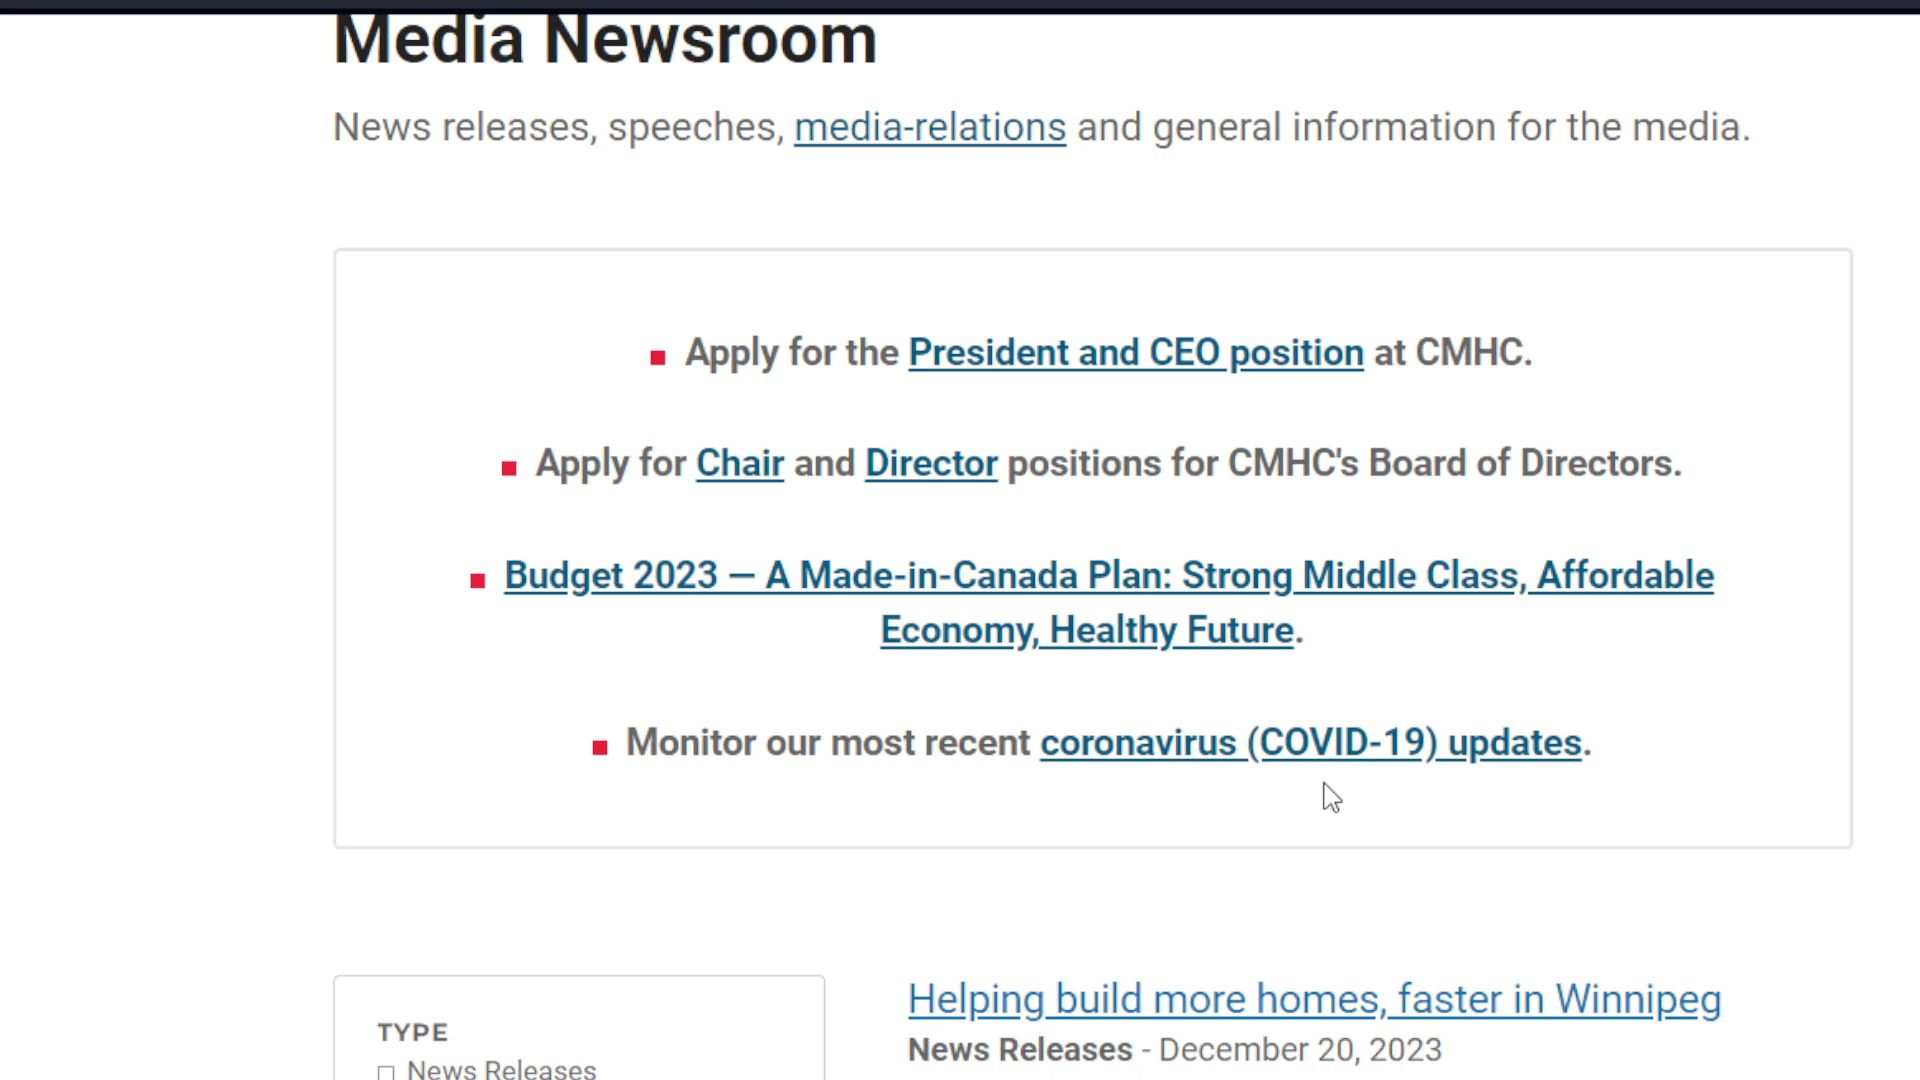 Media Newsroom
News releases, speeches, media-relations and general information for the media.
Apply for the President and CEO position at CMHC.
Apply for Chair and Director positions for CMHC's Board of Directors.
Budget 2023 — A Made-in-Canada Plan: Strong Middle Class, Affordable
Economy, Healthy Future.
Monitor our most recent coronavirus (COVID-19) updates.
TYPE
News Releases
Helping build more homes, faster in Winnipeg
News Releases - December 20, 2023